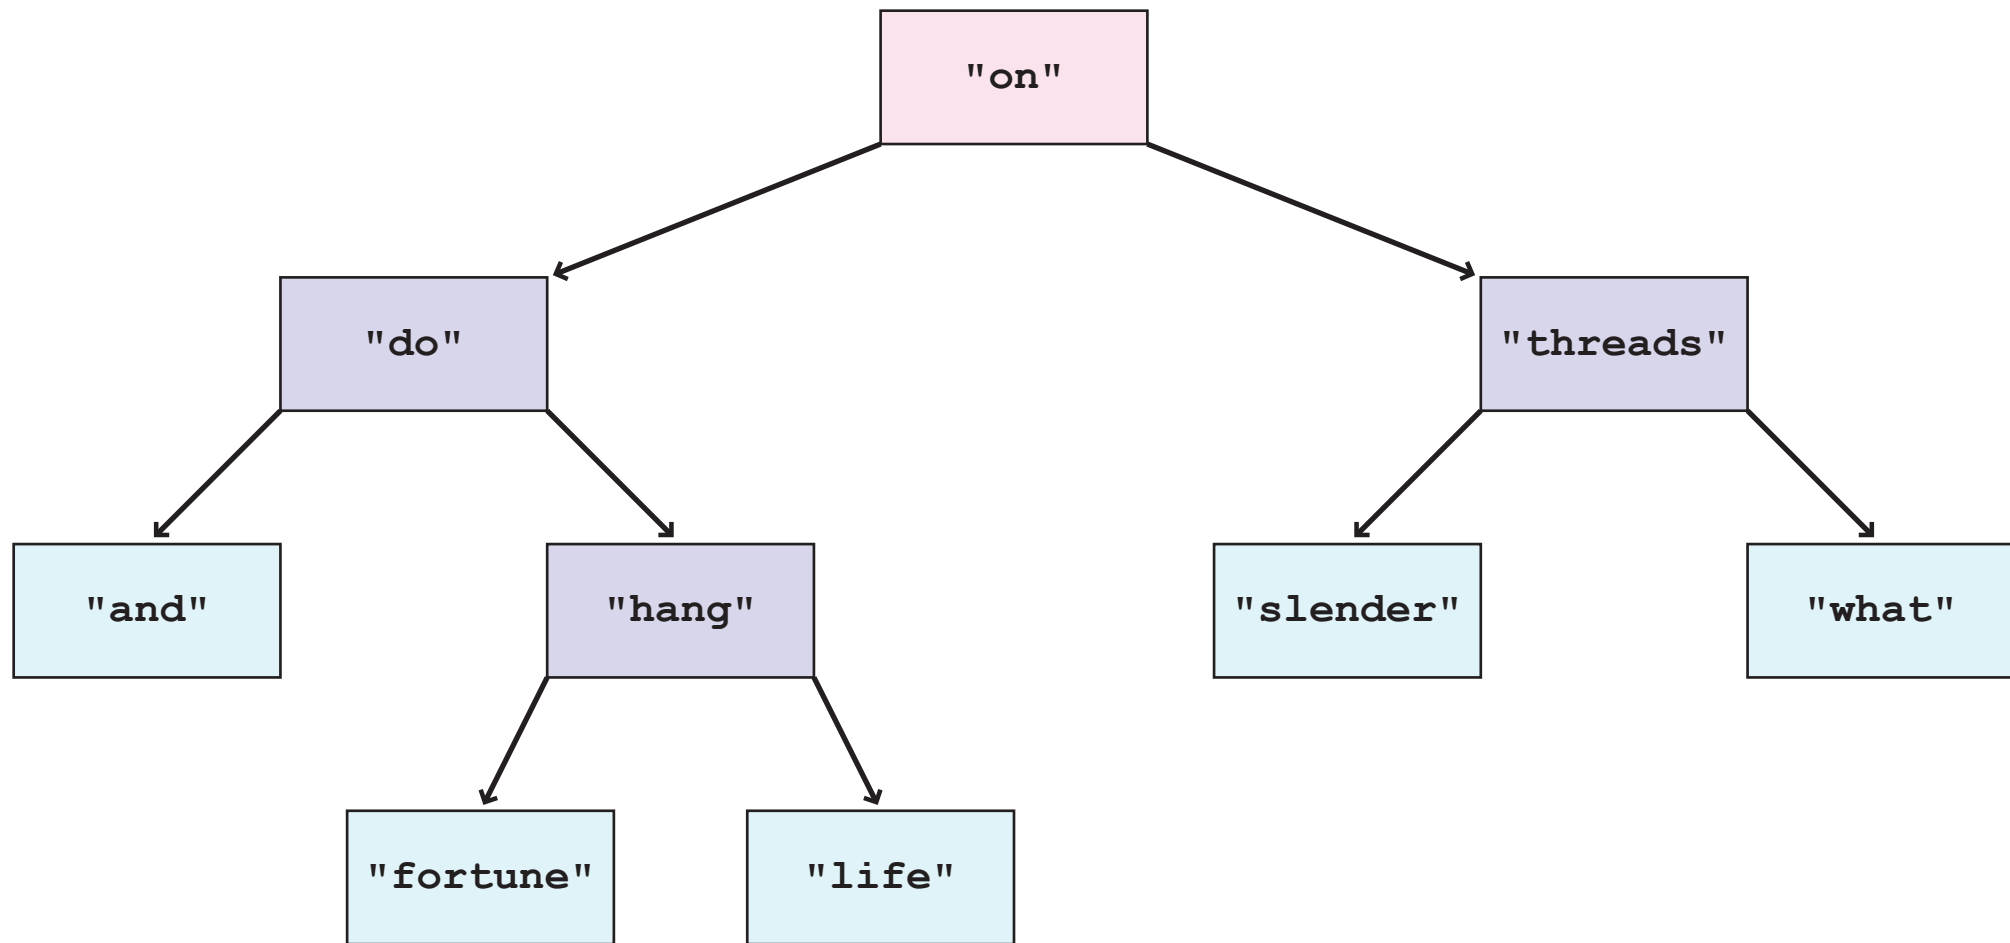 "on"
"do"
"threads"
"and"
"hang"
"slender"
"what"
"fortune"
"life"